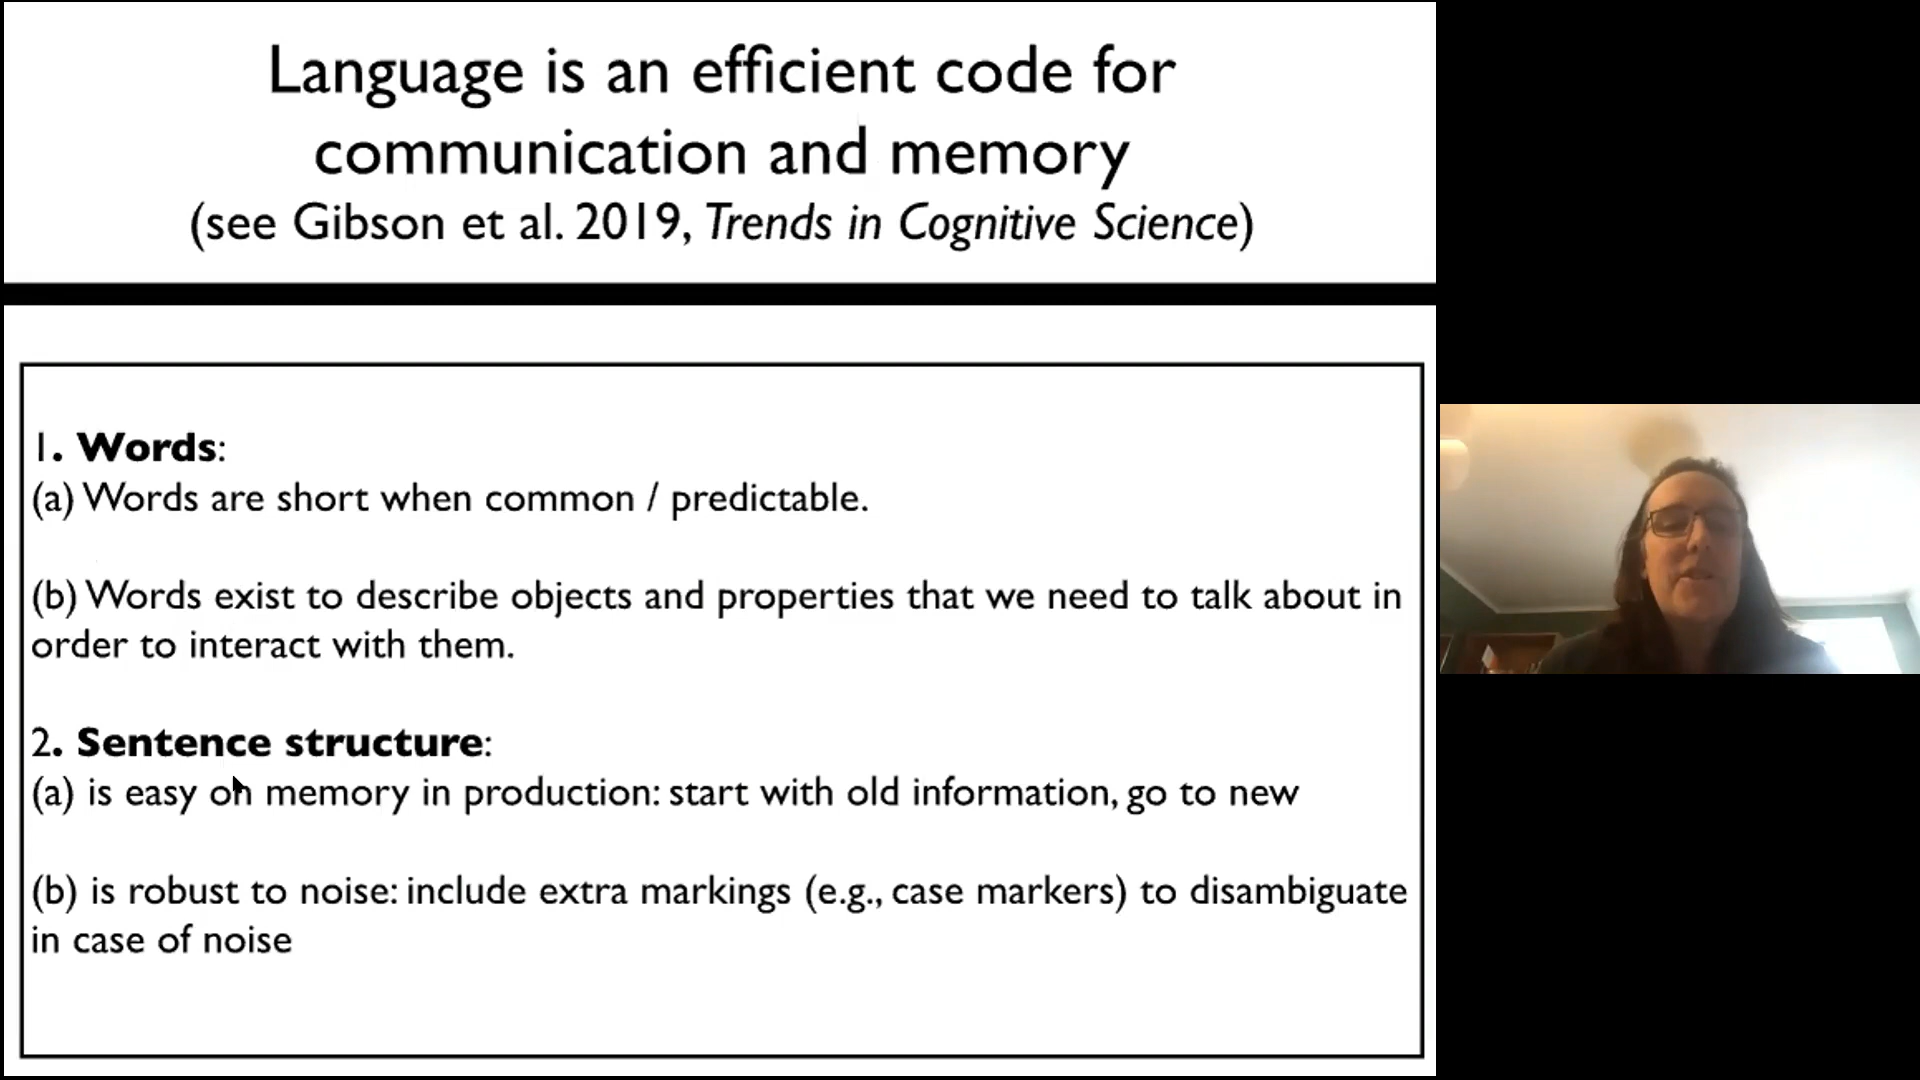 Language is an efficient code for
communication and memory
(see Gibson et al. 2019, Trends in Cognitive Science)
1. Words:
(a) Words are short when common / predictable.
(b) Words exist to describe objects and properties that we need to talk about in
order to interact with them.
2. Sentence structure:
(a) is easy on memory in production: start with old information, go to new
(b) is robust to noise: include extra markings (e.g., case markers) to disambiguate
in case of noise